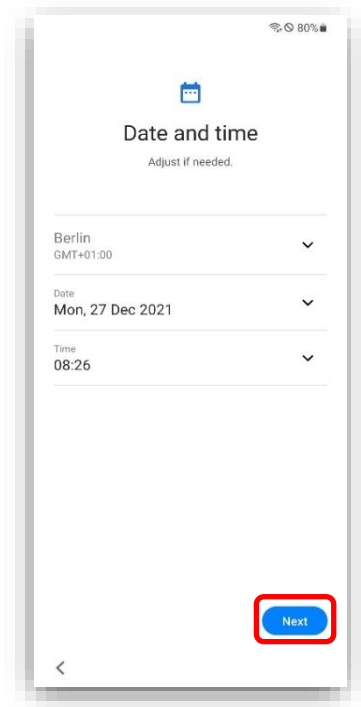 80%
Date and time
Adjust if needed.
Berlin
GMT+01:00
Date
Mon, 27 Dec 2021
Time
08:26
Next